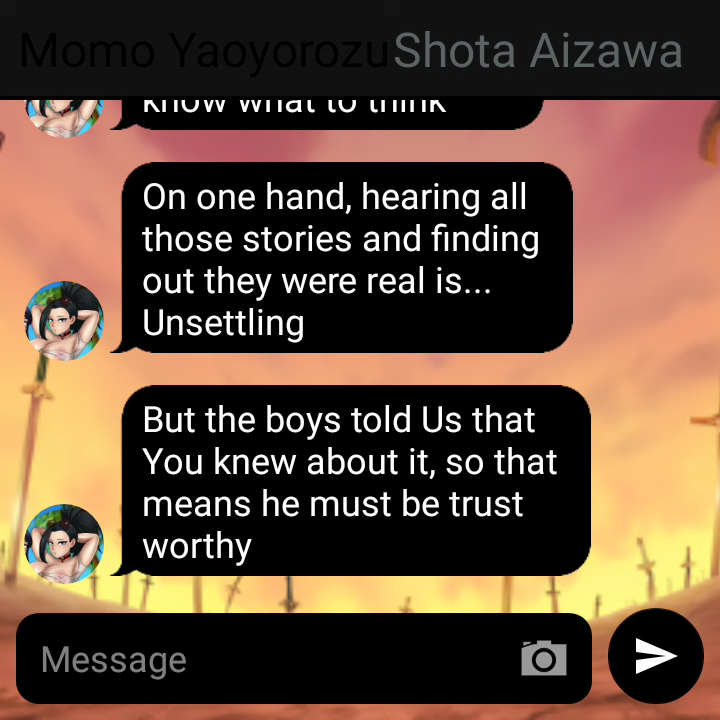 Momo Yaoyorozu Shota Aizawa
know what to think
On one hand, hearing all
those stories and finding
out they were real is...
Unsettling
But the boys told Us that
You knew about it, so that
means he must be trust
worthy
Message